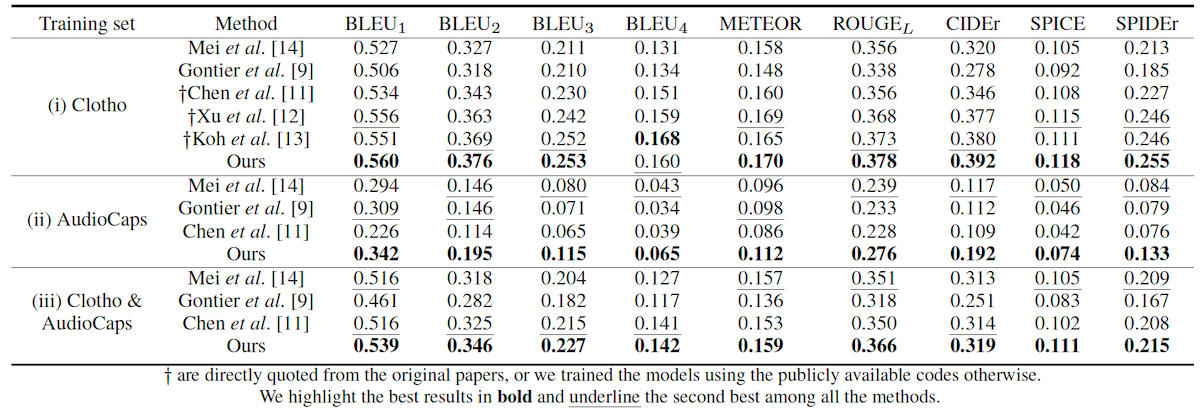 Training set Method BLEU1 BLEU2 BLEU3 BLEU4 METEOR ROUGEL CIDEr SPICE SPIDEr
Mei et al. [14] 0.527 0.327 0.211 0.131 0.158 0.356 0.320 0.105 0.213
Gontier et al. [9] 0.506 0.318 0.210 0.134 0.148 0.338 0.278 0.092 0.185
(i) Clotho †Chen et al. [11] 0.534 0.343 0.230 0.151 0.160 0.356 0.346 0.108 0.227
†Xu et al. [12] 0.556 0.363 0.242 0.159 0.169 0.368 0.377 0.115 0.246
†Koh et al. [13] 0.551 0.369 0.252 0.168 0.165 0.373 0.380 0.111 0.246
Ours 0.560 0.376 0.253 0.160 0.170 0.378 0.392 0.118 0.255
Mei et al. [14] 0.294 0.146 0.080 0.043 0.096 0.239 0.117 0.050 0.084
(ii) AudioCaps Gontier et al. [9] 0.309 0.146 0.071 0.034 0.098 0.233 0.112 0.046 0.079
Chen et al. [11] 0.226 0.114 0.065 0.039 0.086 0.228 0.109 0.042 0.076
Ours 0.342 0.195 0.115 0.065 0.112 0.276 0.192 0.074 0.133
Mei et al. [14] 0.516 0.318 0.204 0.127 0.157 0.351 0.313 0.105 0.209
(iii) Clotho & Gontier et al. [9] 0.461 0.282 0.182 0.117 0.136 0.318 0.251 0.083 0.167
AudioCaps Chen et al. [11] 0.516 0.325 0.215 0.141 0.153 0.350 0.314 0.102 0.208
Ours 0.539 0.346 0.227 0.142 0.159 0.366 0.319 0.111 0.215
† are directly quoted from the original papers, or we trained the models using the publicly available codes otherwise.
We highlight the best results in bold and underline the second best among all the methods.